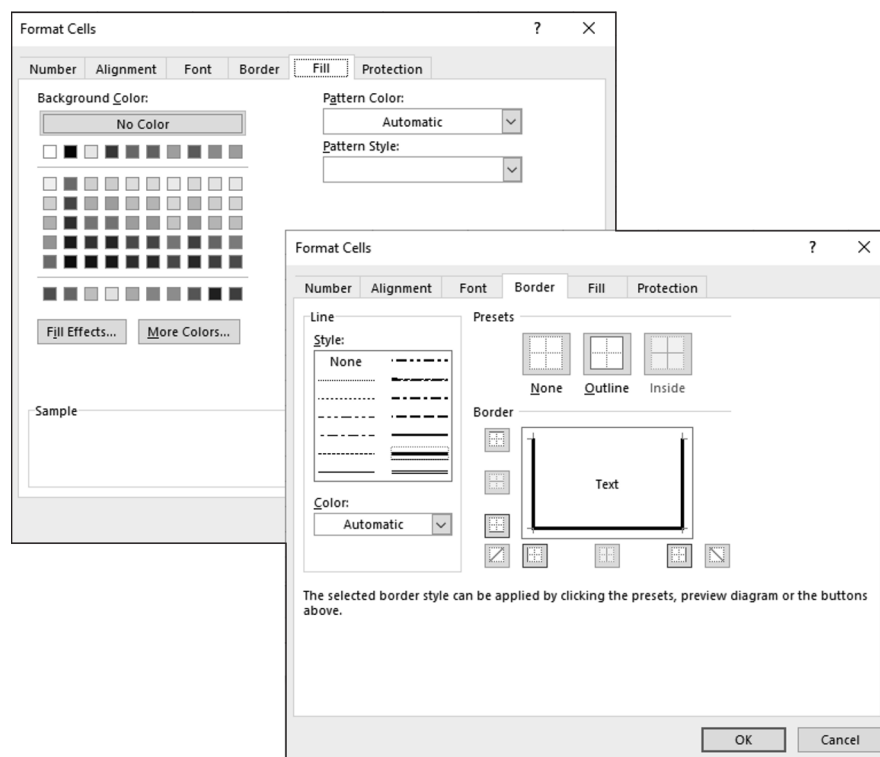 Format Cells
?
Number Alignment Font Border Fill Protection
Background Color:
No Color
Pattern Color:
Automatic
Pattern Style:
Fill Effects...
More Colors...
Sample
Format Cells
?
Number Alignment Font Border Fill Protection
Line
Style:
None
Color:
Automatic
Presets
None Outline Inside
Border
Text
The selected border style can be applied by clicking the presets, preview diagram or the buttons
above.
OK Cancel